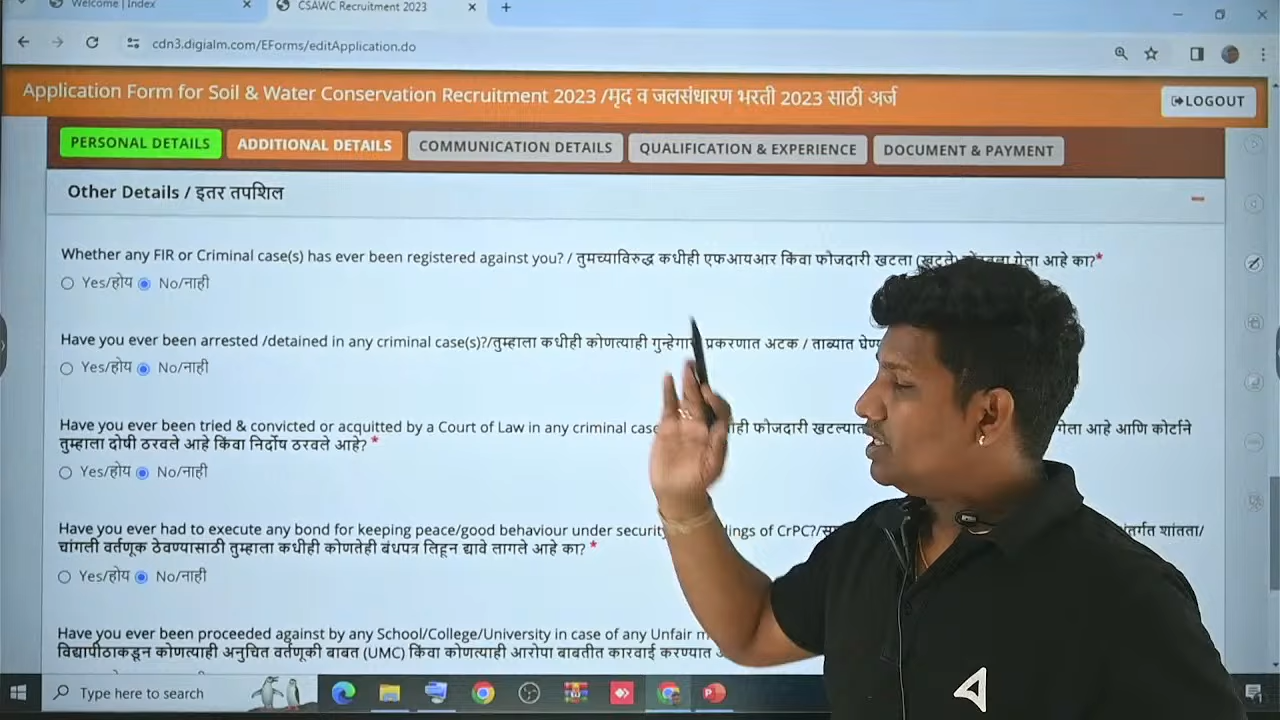 Welcome | Index
CSAWC Recruitment 2023
cdn3.digialm.com/EForms/editApplication.do
Application Form for Soil & Water Conservation Recruitment 2023 /मृद व जलसंधारण भरती 2023 साठी अर्ज
LOGOUT
PERSONAL DETAILS
ADDITIONAL DETAILS
COMMUNICATION DETAILS
QUALIFICATION & EXPERIENCE
DOCUMENT & PAYMENT
Other Details / इतर तपशिल
Whether any FIR or Criminal case(s) has ever been registered against you? / तुमच्याविरुद्ध कधीही एफआयआर किंवा फौजदारी खटला (खटले) गेला आहे का?*
Yes/होय No/नाही
Have you ever been arrested /detained in any criminal case(s)?/तुम्हाला कधीही कोणत्याही प्रकरणात अटक / ताब्यात
Yes/होय No/नाही
Have you ever been tried & convicted or acquitted by a Court of Law in any criminal फौजदारी आहे आणि कोर्टाने
तुम्हाला दोषी ठरवले आहे किंवा निर्दोष ठरवले आहे? *
Yes/होय No/नाही
Have you ever had to execute any bond for keeping peace/good behaviour under of CrPC?/ शांतता/
चांगली वर्तणूक ठेवण्यासाठी तुम्हाला कधीही कोणतेही बंधपत्र लिहून द्यावे लागले आहे का? *
Yes/होय No/नाही
Have you ever been proceeded against by any School/College/University in case of any Unfair
विद्यापीठाकडून कोणत्याही अनुचित वर्तणूकी बाबत (UMC) किंवा कोणत्याही आरोपा बाबतीत कारवाई करण्यात
Type here to search